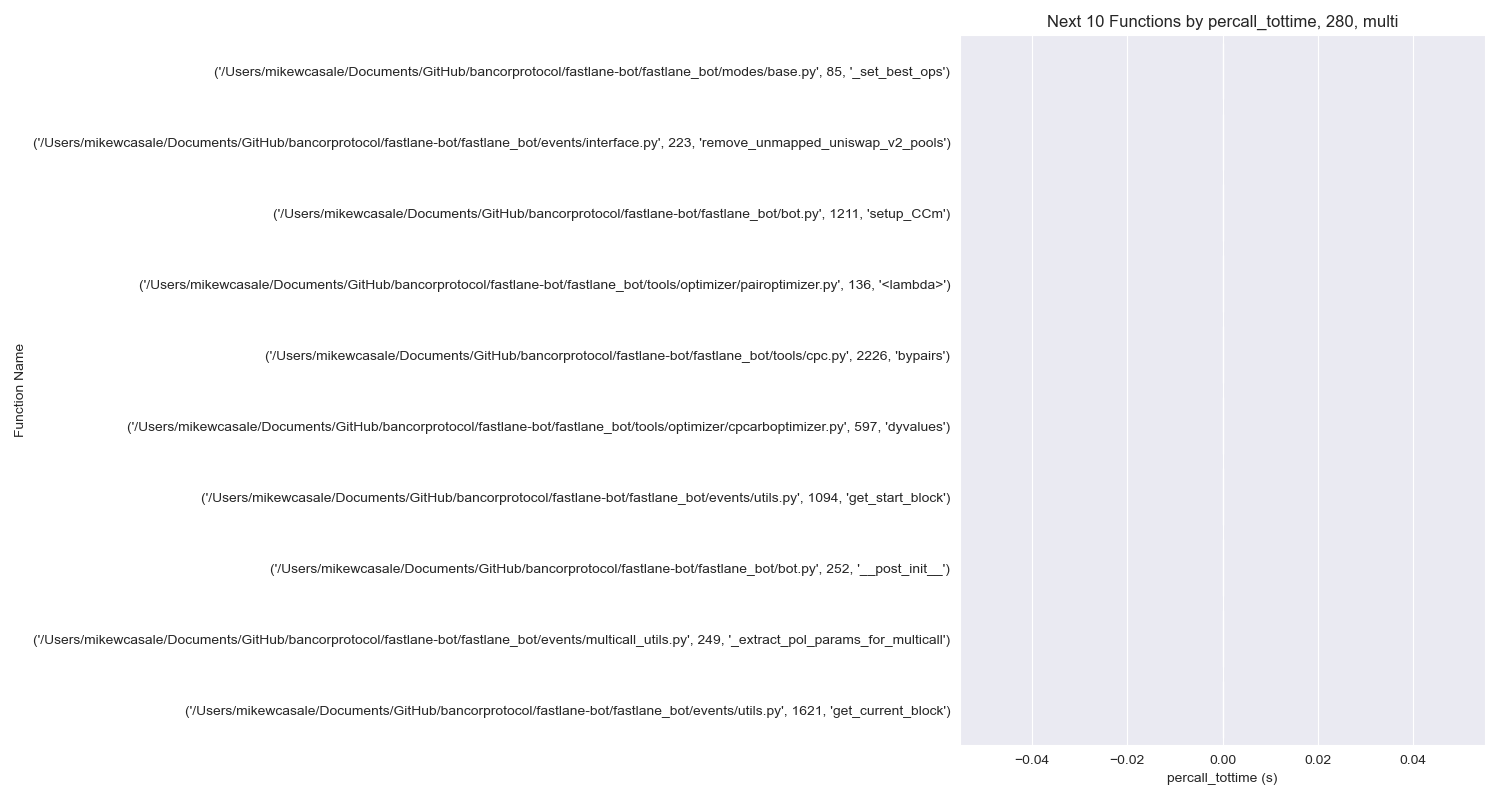 Next 10 Functions by percall_tottime, 280, multi
('/Users/mikewcasale/Documents/GitHub/bancorprotocol/fastlane-bot/fastlane_bot/modes/base.py', 85, '_set_best_ops')
('/Users/mikewcasale/Documents/GitHub/bancorprotocol/fastlane-bot/fastlane_bot/events/interface.py', 223, 'remove_unmapped_uniswap_v2_pools')
('/Users/mikewcasale/Documents/GitHub/bancorprotocol/fastlane-bot/fastlane_bot/bot.py', 1211, 'setup_CCm')
('/Users/mikewcasale/Documents/GitHub/bancorprotocol/fastlane-bot/fastlane_bot/tools/optimizer/pairoptimizer.py', 136, '<lambda>')
('/Users/mikewcasale/Documents/GitHub/bancorprotocol/fastlane-bot/fastlane_bot/tools/cpc.py', 2226, 'bypairs')
('/Users/mikewcasale/Documents/GitHub/bancorprotocol/fastlane-bot/fastlane_bot/tools/optimizer/cpcarboptimizer.py', 597, 'dyvalues')
('/Users/mikewcasale/Documents/GitHub/bancorprotocol/fastlane-bot/fastlane_bot/events/utils.py', 1094, 'get_start_block')
('/Users/mikewcasale/Documents/GitHub/bancorprotocol/fastlane-bot/fastlane_bot/bot.py', 252, '__post_init__')
('/Users/mikewcasale/Documents/GitHub/bancorprotocol/fastlane-bot/fastlane_bot/events/multicall_utils.py', 249, '_extract_pol_params_for_multicall')
('/Users/mikewcasale/Documents/GitHub/bancorprotocol/fastlane-bot/fastlane_bot/events/utils.py', 1621, 'get_current_block')
Function Name
−0.04 −0.02 0.00 0.02 0.04
percall_tottime (s)